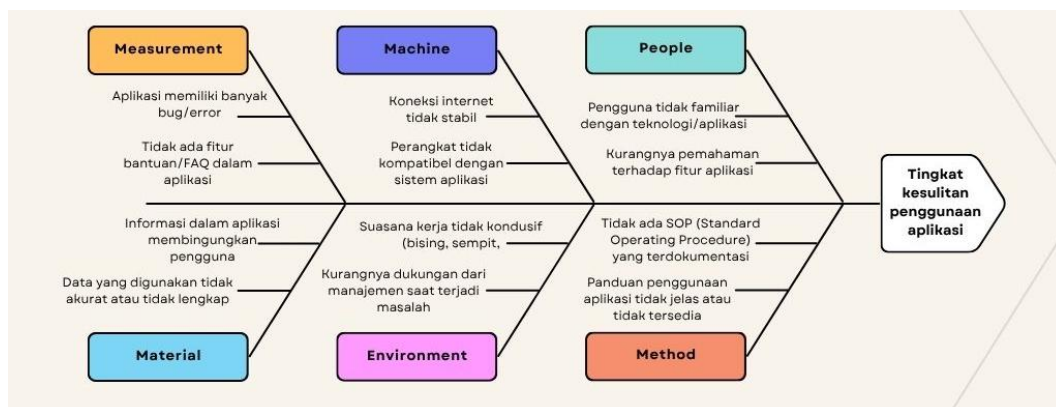 Measurement
Machine
People
Aplikasi memiliki banyak
bug/error
Tidak ada fitur
bantuan/FAQ dalam
aplikasi
Koneksi internet
tidak stabil
Perangkat tidak
kompatibel dengan
sistem aplikasi
Pengguna tidak familiar
dengan teknologi/aplikasi
Kurangnya pemahaman
terhadap fitur aplikasi
Tingkat
kesulitan
penggunaan
aplikasi
Informasi dalam aplikasi
membingungkan
pengguna
Data yang digunakan tidak
akurat atau tidak lengkap
Suasana kerja tidak kondusif
(bising, sempit,
Kurangnya dukungan dari
manajemen saat terjadi
masalah
Tidak ada SOP (Standard
Operating Procedure)
yang terdokumentasi
Panduan penggunaan
aplikasi tidak jelas atau
tidak tersedia
Material
Environment
Method